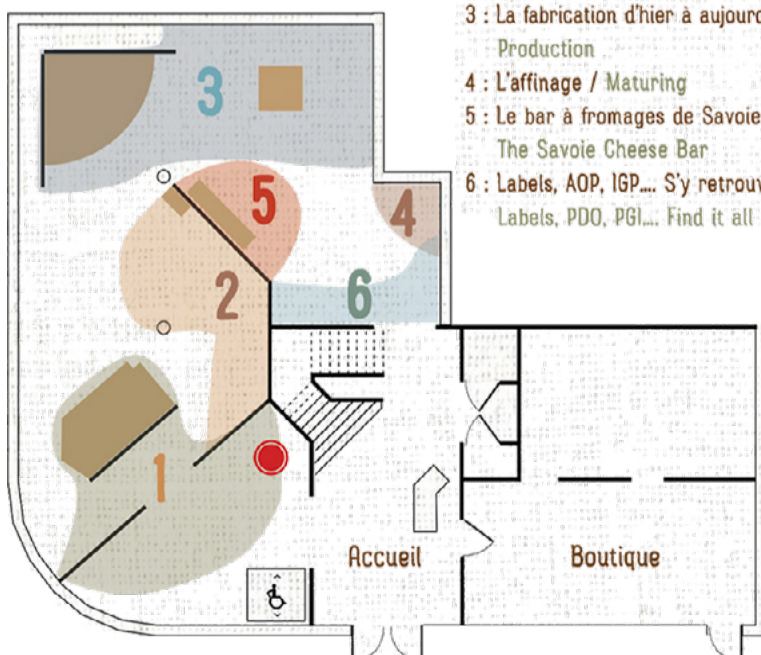 3 : La fabrication d'hier à aujourd
Production
4 : L'affinage / Maturing
5 : Le bar à fromages de Savoie
The Savoie Cheese Bar
6 : Labels, AOP, IGP.... S'y retrouv
Labels, PDO, PGI.... Find it all
3
5
4
2
6
1
Accueil
Boutique